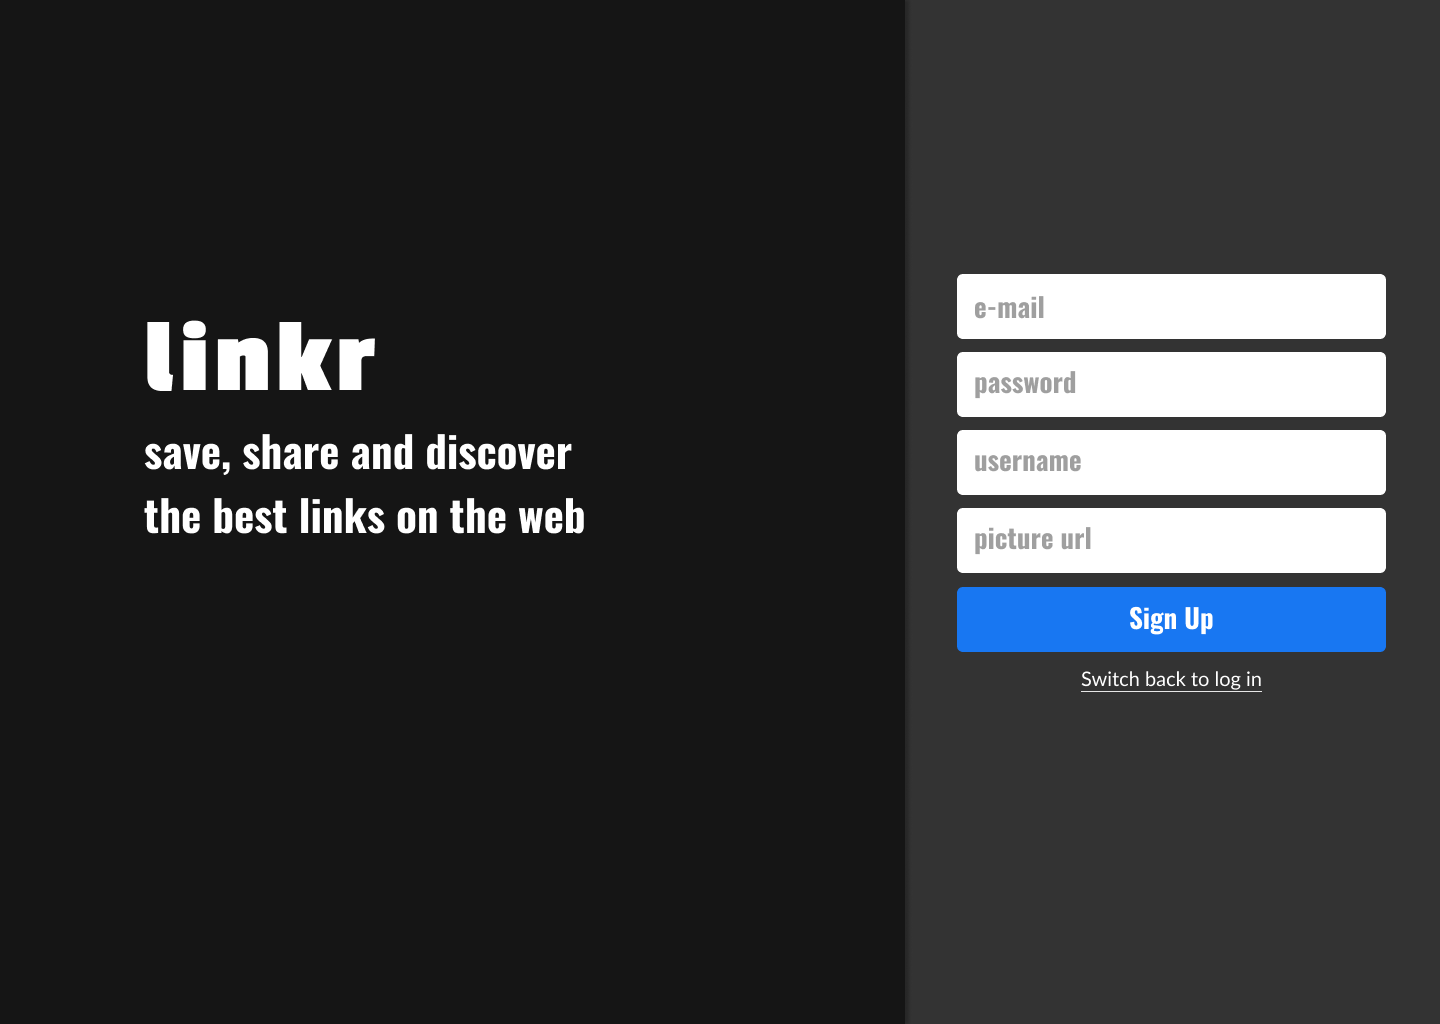 linkr
save, share and discover
the best links on the web
e-mail
password
username
picture url
Sign Up
Switch back to log in